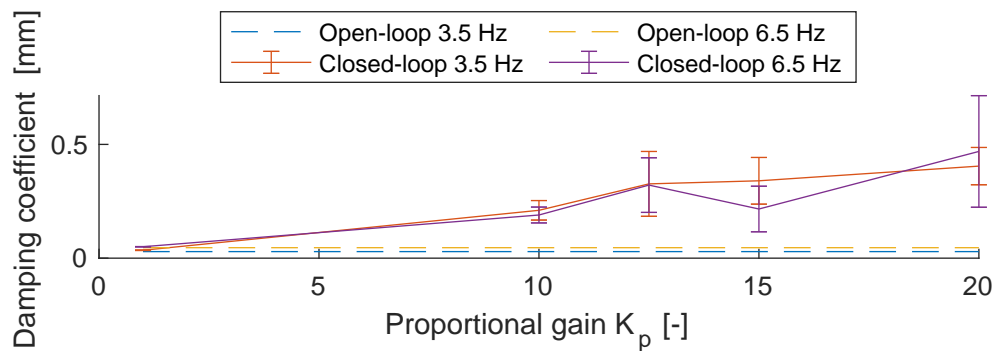 Open-loop 3.5 Hz
Open-loop 6.5 Hz
Closed-loop 3.5 Hz
Closed-loop 6.5 Hz
Damping coefficient [mm]
0.5
0
0
5
10
15
20
Proportional gain K_p [-]